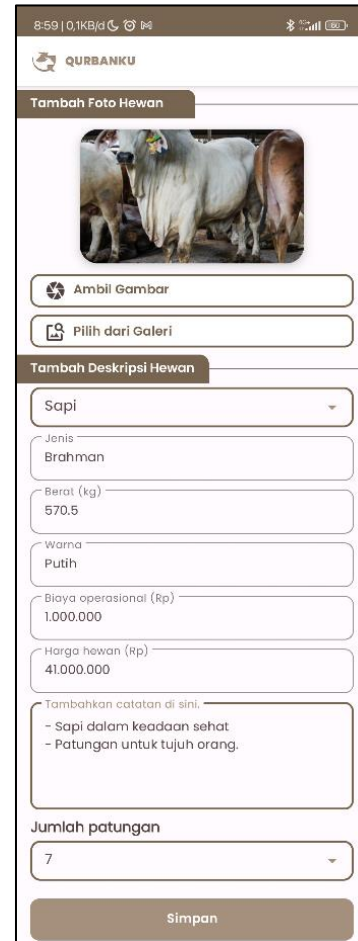 8:59 | 0,1KB/d
QURBANKU
Tambah Foto Hewan
Ambil Gambar
Pilih dari Galeri
Tambah Deskripsi Hewan
Sapi
Jenis
Brahman
Berat (kg)
570.5
Warna
Putih
Biaya operasional (Rp)
1.000.000
Harga hewan (Rp)
41.000.000
Tambahkan catatan di sini.
- Sapi dalam keadaan sehat
- Patungan untuk tujuh orang.
Jumlah patungan
7
Simpan